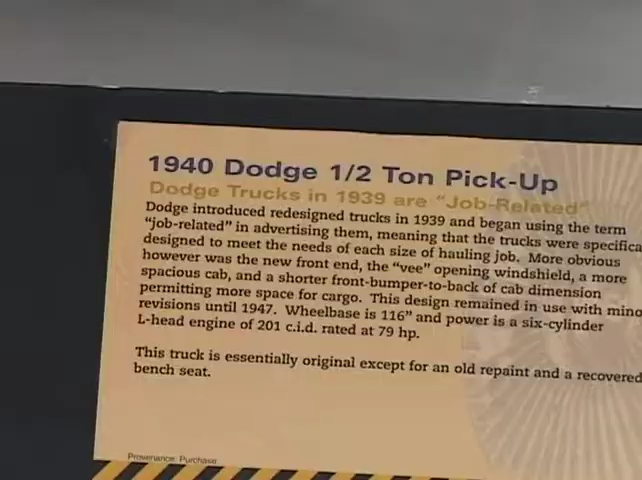 1940 Dodge 1/2 Ton Pick-Up
Dodge Trucks in 1939 are "Job-Related"
Dodge introduced redesigned trucks in 1939 and began using the term
"job-related" in advertising them, meaning that the trucks were specifica
designed to meet the needs of each size of hauling job. More obvious
however was the new front end, the "vee" opening windshield, a more
spacious cab, and a shorter front-bumper-to-back of cab dimension
permitting more space for cargo. This design remained in use with mino
revisions until 1947. Wheelbase is 116" and power is a six-cylinder
L-head engine of 201 c.i.d. rated at 79 hp.
This truck is essentially original except for an old repaint and a recovered
bench seat.
Provenance: Purchase